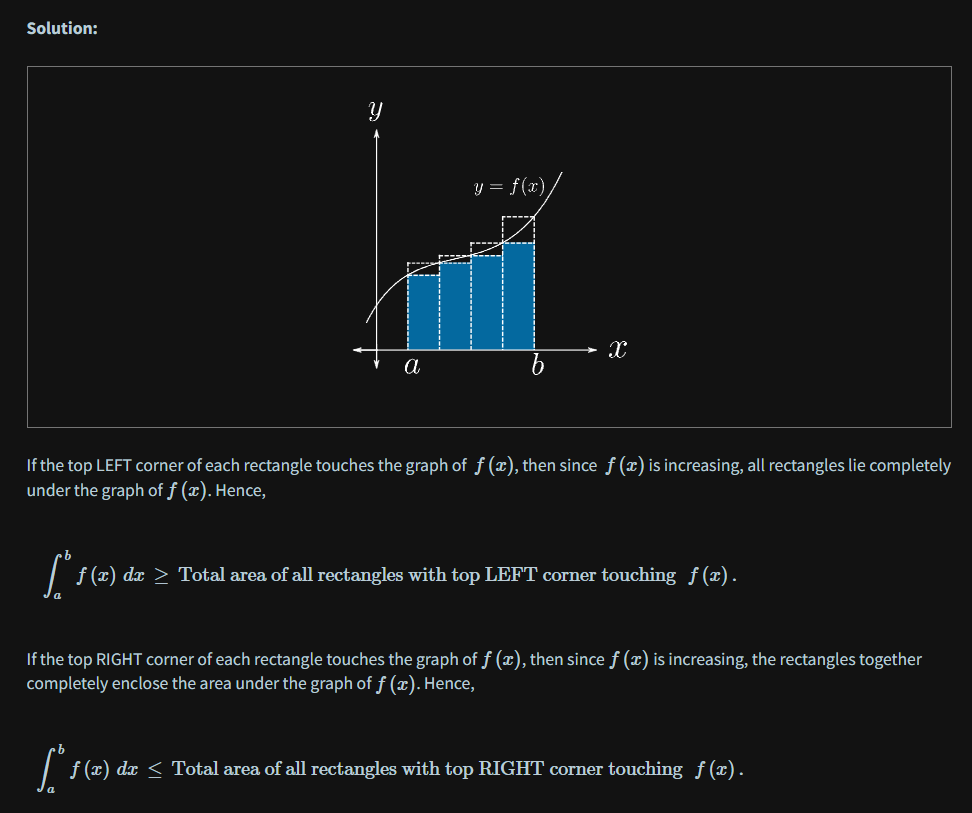 Solution:
y
y = f(x)
x
a
b
If the top LEFT corner of each rectangle touches the graph of f (x), then since f (x) is increasing, all rectangles lie completely
under the graph of f (x). Hence,
∫_a^b f (x) dx ≥ Total area of all rectangles with top LEFT corner touching f (x).
If the top RIGHT corner of each rectangle touches the graph of f (x), then since f (x) is increasing, the rectangles together
completely enclose the area under the graph of f (x). Hence,
∫_a^b f (x) dx ≤ Total area of all rectangles with top RIGHT corner touching f (x).